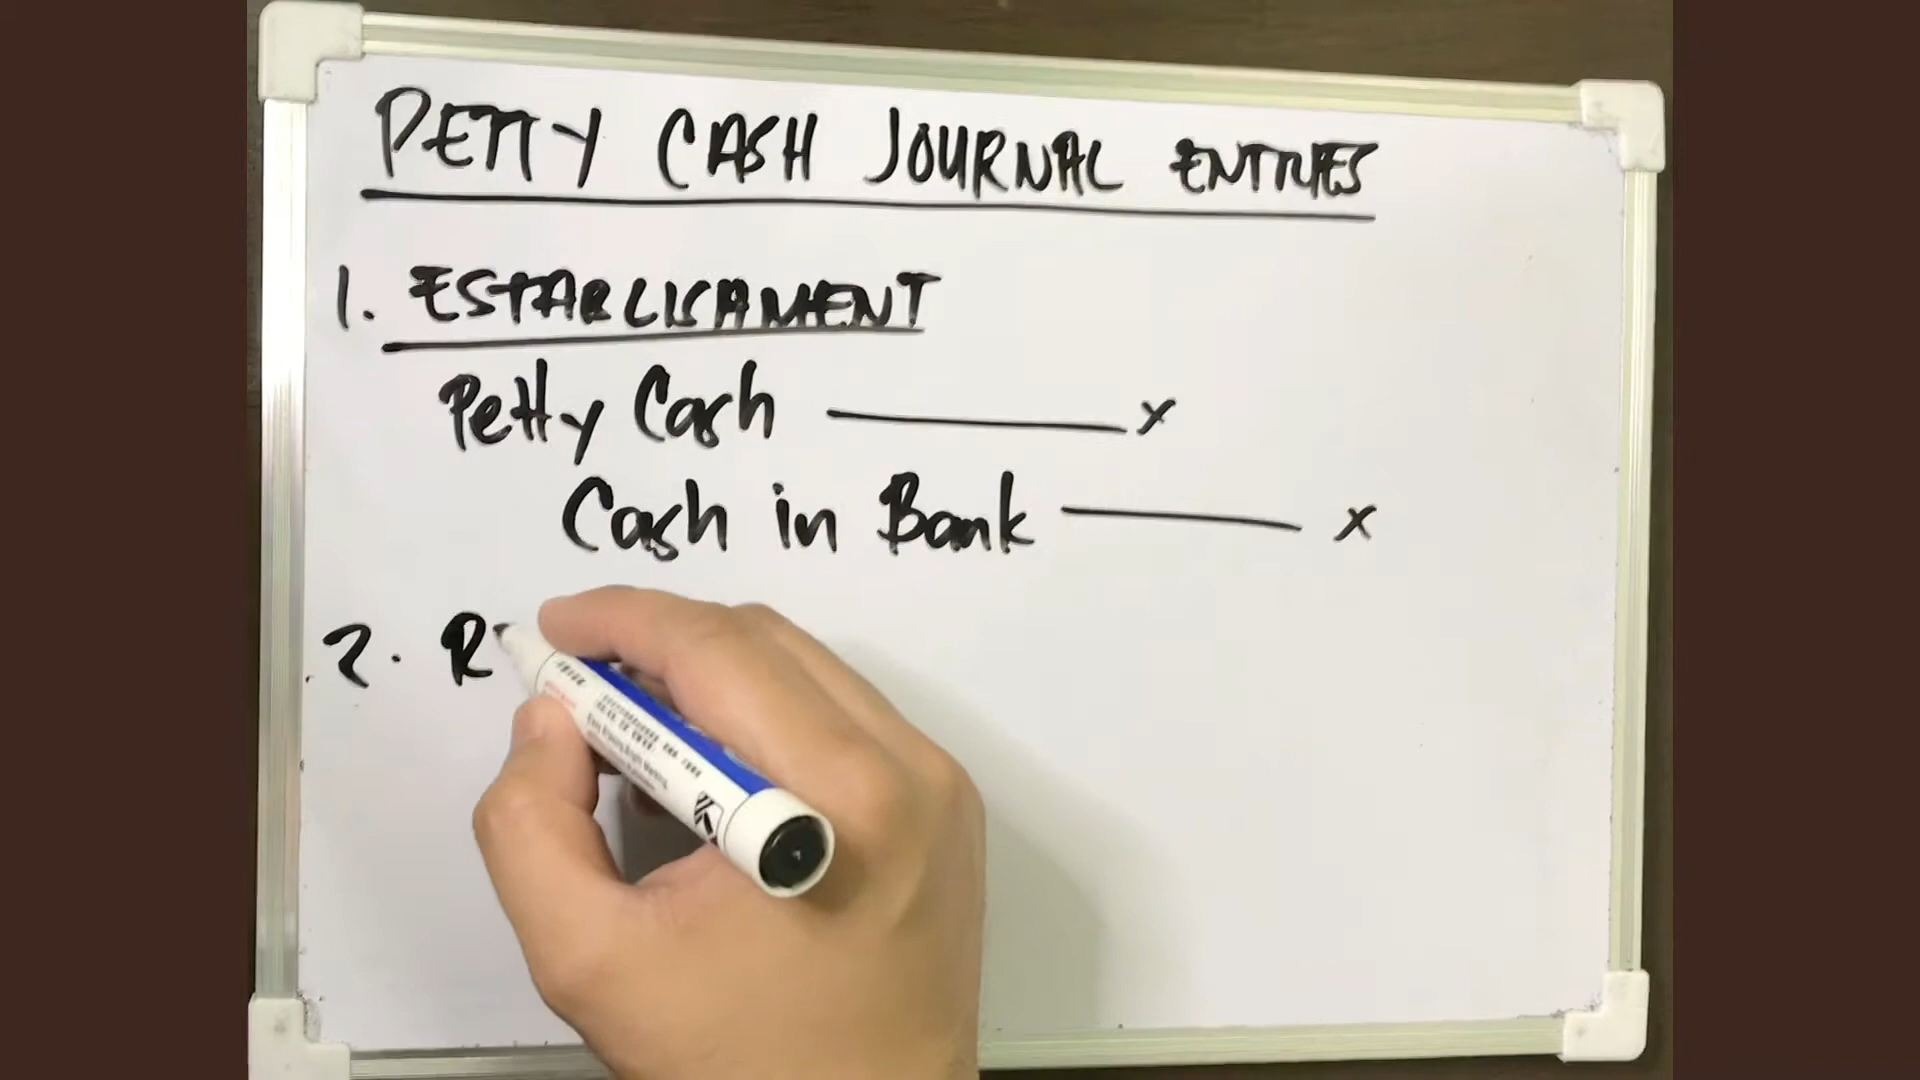 PETTY CASH JOURNAL ENTRIES
1. ESTABLISHMENT
Petty Cash x
Cash in Bank x
2. R